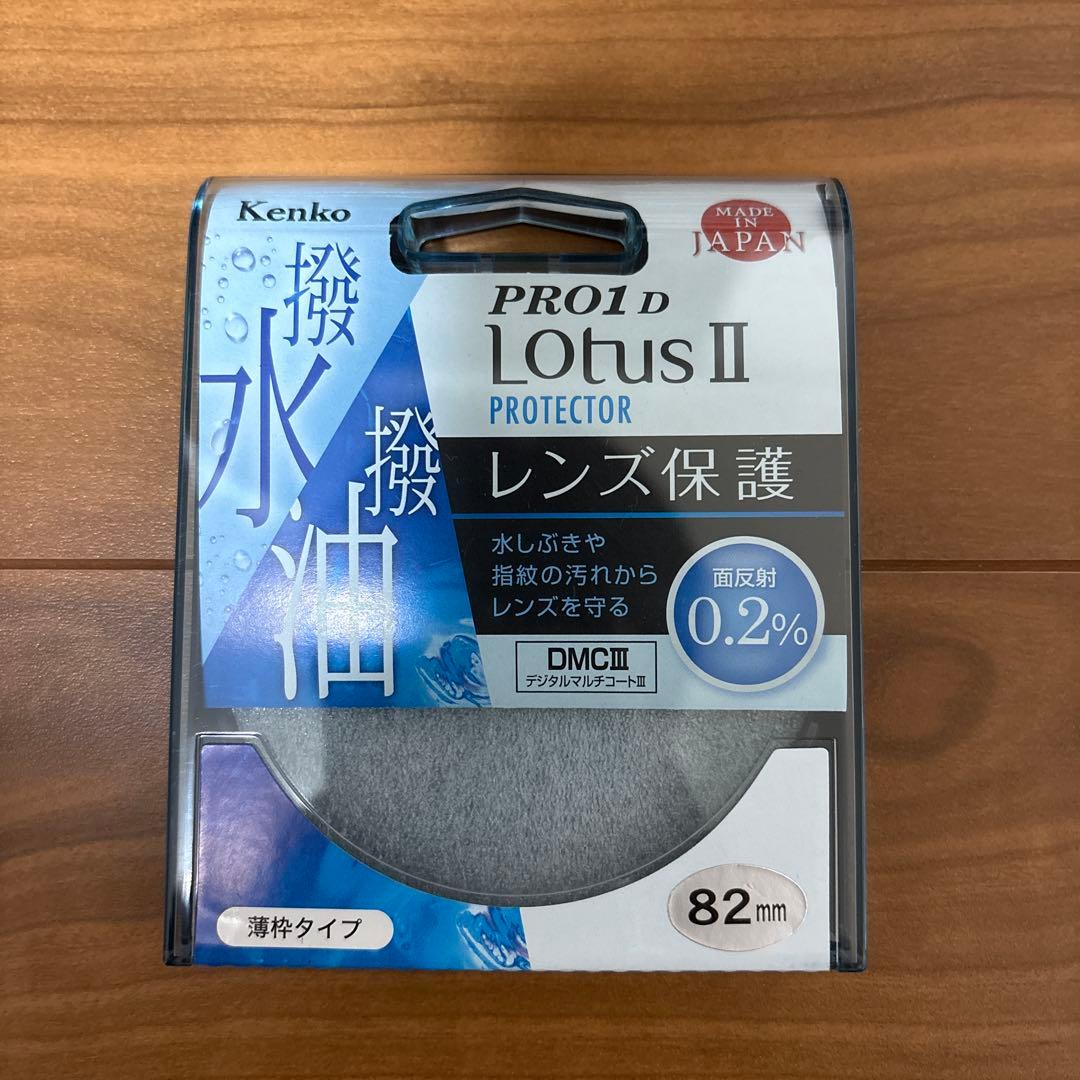 Kenko
MADE
IN
JAPAN
撥水
撥油
PRO1 D
Lotus II
PROTECTOR
レンズ保護
水しぶきや
指紋の汚れから
レンズを守る
面反射
0.2%
DMCIII
デジタルマルチコートIII
薄枠タイプ
82mm